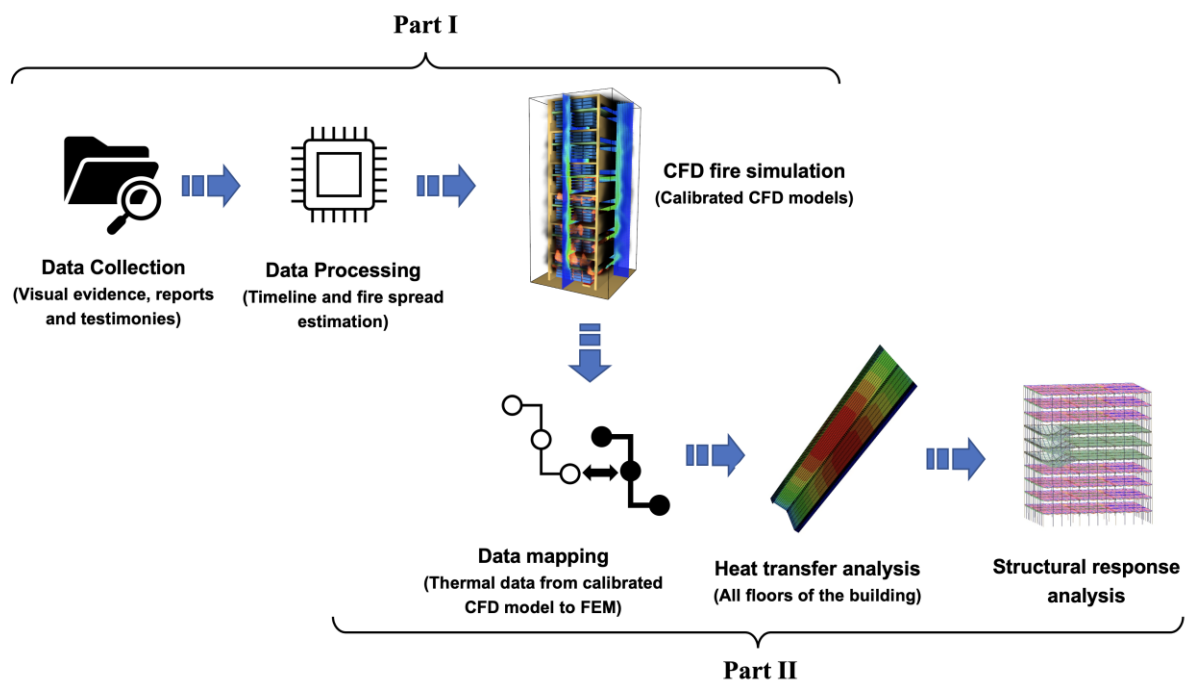 Part I
CFD fire simulation
(Calibrated CFD models)
Data Collection
(Visual evidence, reports
and testimonies)
Data Processing
(Timeline and fire spread
estimation)
Data mapping
(Thermal data from calibrated
CFD model to FEM)
Heat transfer analysis
(All floors of the building)
Structural response
analysis
Part II